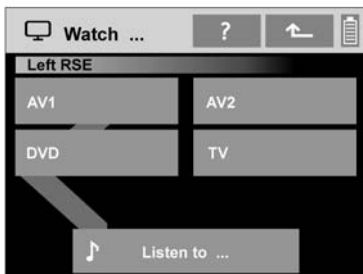 Watch ... ?
Left RSE
AV1 AV2
DVD TV
Listen to ...